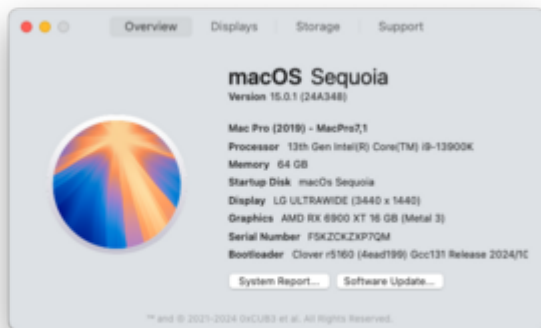 Overview Displays Storage Support
macOS Sequoia
Version 15.0.1 (24A348)
Mac Pro (2019) - MacPro7,1
Processor 13th Gen Intel(R) Core(TM) i9-13900K
Memory 64 GB
Startup Disk macOs Sequoia
Display LG ULTRAWIDE (3440 x 1440)
Graphics AMD RX 6900 XT 16 GB (Metal 3)
Serial Number F5KZCKZXP7QM
Bootloader Clover r5160 (4ead199) Gcc131 Release 2024/1
System Report... Software Update...
™ and © 2021-2024 0xCUB3 et al. All Rights Reserved.